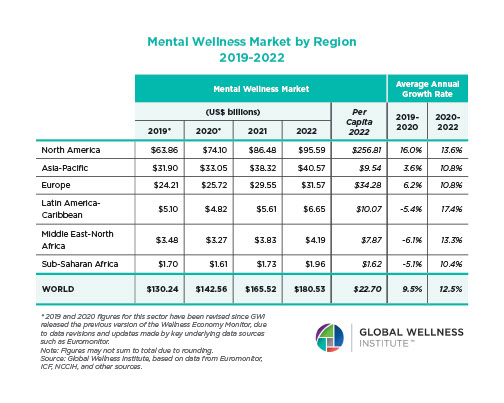 Mental Wellness Market by Region
2019-2022
Mental Wellness Market
Average Annual
Growth Rate
(US$ billions)
Per
Capita
2022
2019-
2020
2020-
2022
2019* 2020* 2021 2022
North America $63.86 $74.10 $86.48 $95.59 $256.81 16.0% 13.6%
Asia-Pacific $31.90 $33.05 $38.32 $40.57 $9.54 3.6% 10.8%
Europe $24.21 $25.72 $29.55 $31.57 $34.28 6.2% 10.8%
Latin America-
Caribbean $5.10 $4.82 $5.61 $6.65 $10.07 -5.4% 17.4%
Middle East-North
Africa $3.48 $3.27 $3.83 $4.19 $7.87 -6.1% 13.3%
Sub-Saharan Africa $1.70 $1.61 $1.73 $1.96 $1.62 -5.1% 10.4%
WORLD $130.24 $142.56 $165.52 $180.53 $22.70 9.5% 12.5%
* 2019 and 2020 figures for this sector have been revised since GWI
released the previous version of the Wellness Economy Monitor, due
to data revisions and updates made by key underlying data sources
such as Euromonitor.
Note: Figures may not sum to total due to rounding.
Source: Global Wellness Institute, based on data from Euromonitor,
ICF, NCCIH, and other sources.
GLOBAL WELLNESS
INSTITUTE™